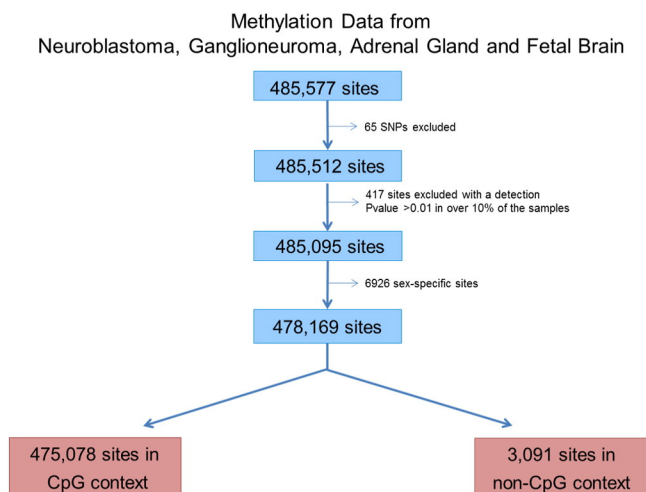 Methylation Data from
Neuroblastoma, Ganglioneuroma, Adrenal Gland and Fetal Brain
485,577 sites
65 SNPs excluded
485,512 sites
417 sites excluded with a detection
Pvalue >0.01 in over 10% of the samples
485,095 sites
6926 sex-specific sites
478,169 sites
475,078 sites in
CpG context
3,091 sites in
non-CpG context